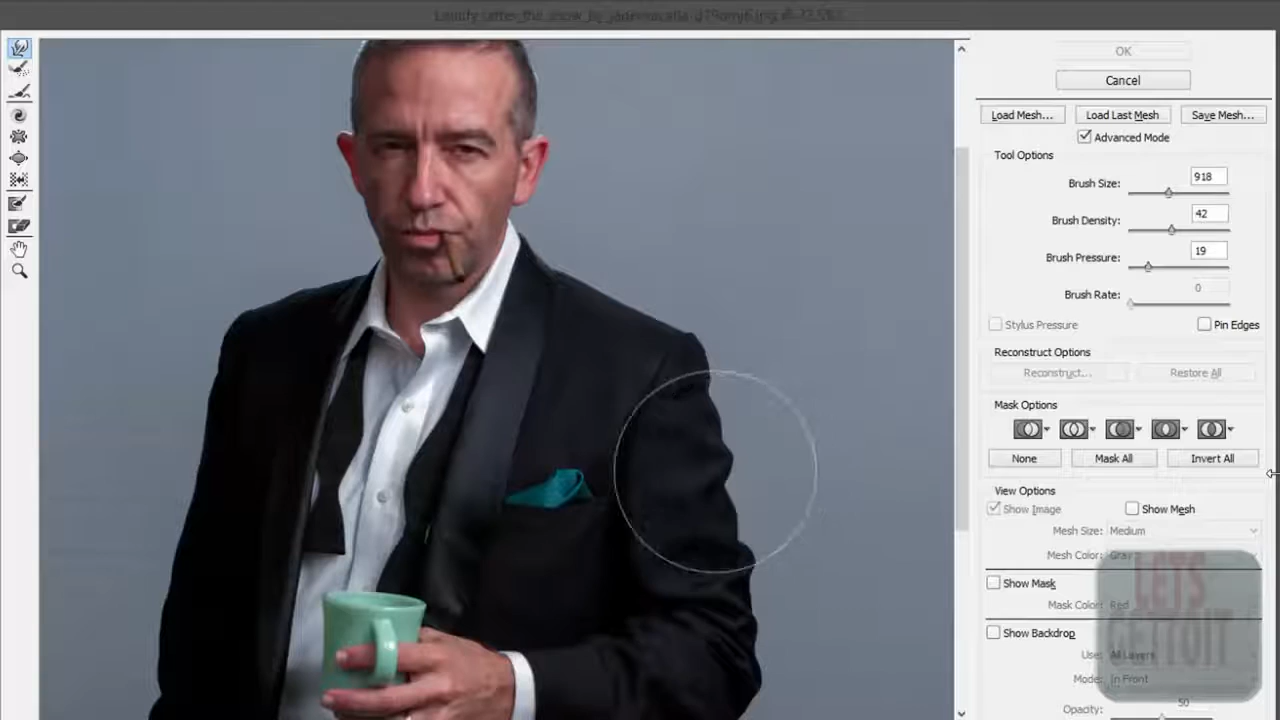 OK
Cancel
Load Mesh... Load Last Mesh Save Mesh...
Advanced Mode
Tool Options
Brush Size: 918
Brush Density: 42
Brush Pressure: 19
Brush Rate: 0
Stylus Pressure Pin Edges
Reconstruct Options
Reconstruct... Restore All
Mask Options
None Mask All Invert All
View Options
Show Image Show Mesh
Mesh Size: Medium
Mesh Color:
Show Mask
Mask Color: Red
Show Backdrop
Use: All Layers
Mode: In Front
Opacity: 50
LETS
GETTOIT